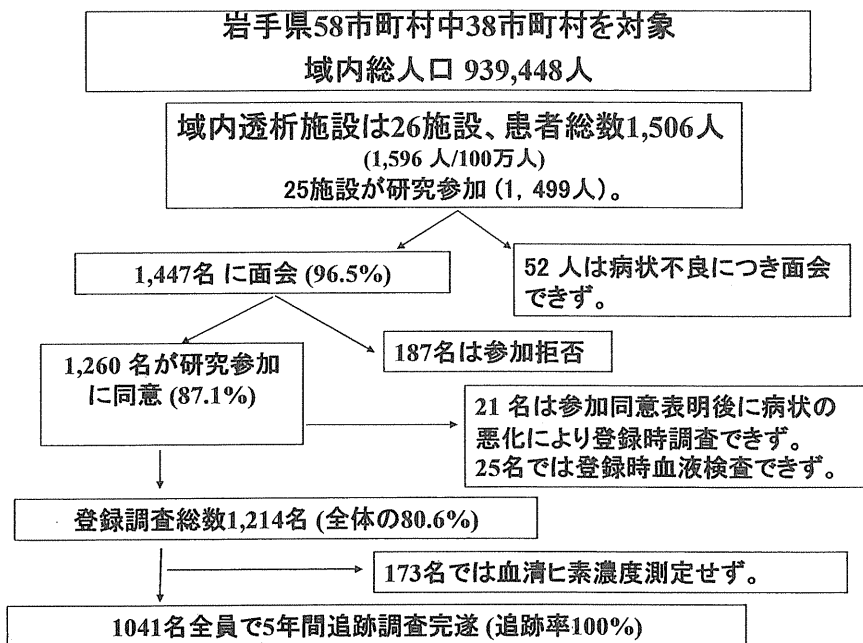 岩手県58市町村中38市町村を対象
域内総人口 939,448人
域内透析施設は26施設、患者総数1,506人
(1,596 人/100万人)
25施設が研究参加(1, 499人)。
1,447名 に面会 (96.5%)
52 人は病状不良につき面会
できず。
187名は参加拒否
1,260 名が研究参加
に同意 (87.1%)
21 名は参加同意表明後に病状の
悪化により登録時調査できず。
25名では登録時血液検査できず。
登録調査総数1,214名 (全体の80.6%)
173名では血清ヒ素濃度測定せず。
1041名全員で5年間追跡調査完遂 (追跡率100%)